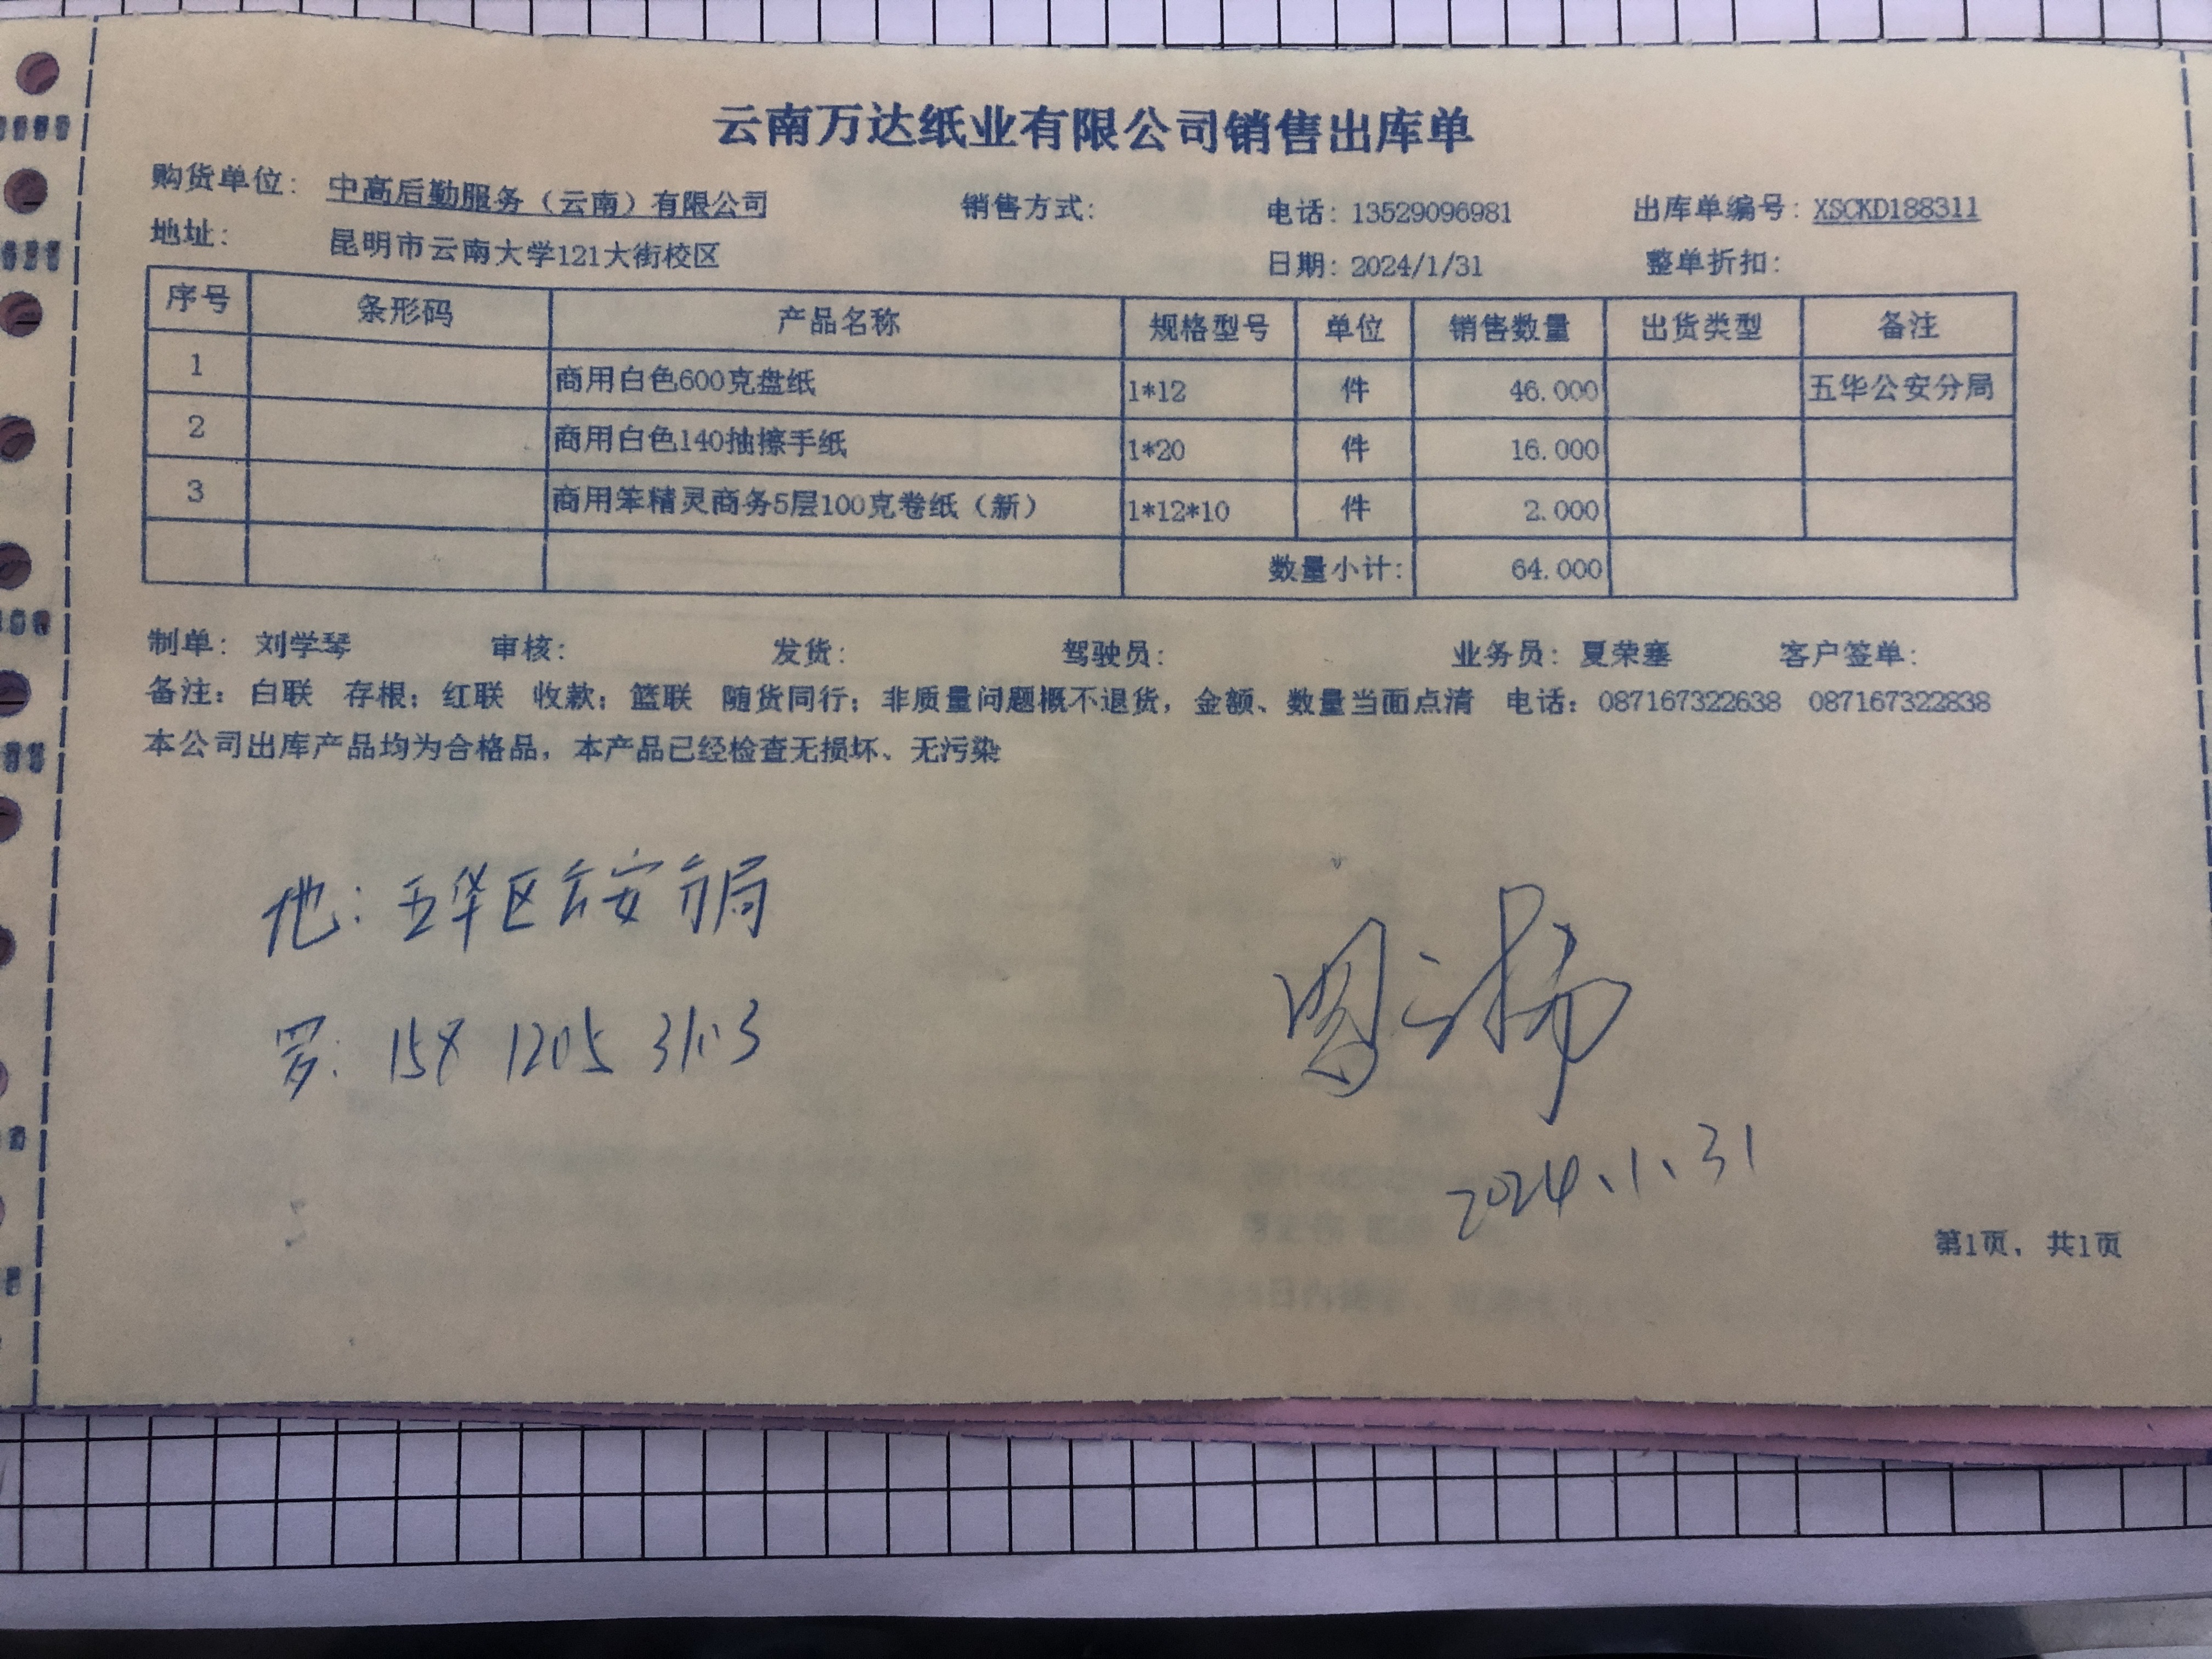 云南万达纸业有限公司销售出库单
购货单位: 中高后勤服务（云南）有限公司 销售方式: 电话: 13529096981 出库单编号: XSCKD188311
地址: 昆明市云南大学121大街校区 日期: 2024/1/31 整单折扣:
序号 条形码 产品名称 规格型号 单位 销售数量 出货类型 备注
1 商用白色600克盘纸 1*12 件 46.000 五华公安分局
2 商用白色140抽擦手纸 1*20 件 16.000
3 商用笨精灵商务5层100克卷纸（新） 1*12*10 件 2.000
数量小计: 64.000
制单: 刘学琴 审核: 发货: 驾驶员: 业务员: 夏荣塞 客户签单:
备注: 白联 存根; 红联 收款; 篮联 随货同行; 非质量问题概不退货, 金额、数量当面点清 电话: 087167322638 087167322838
本公司出库产品均为合格品, 本产品已经检查无损坏、无污染
地: 五华区公安分局
罗: 1205
2024、1、31
第1页, 共1页